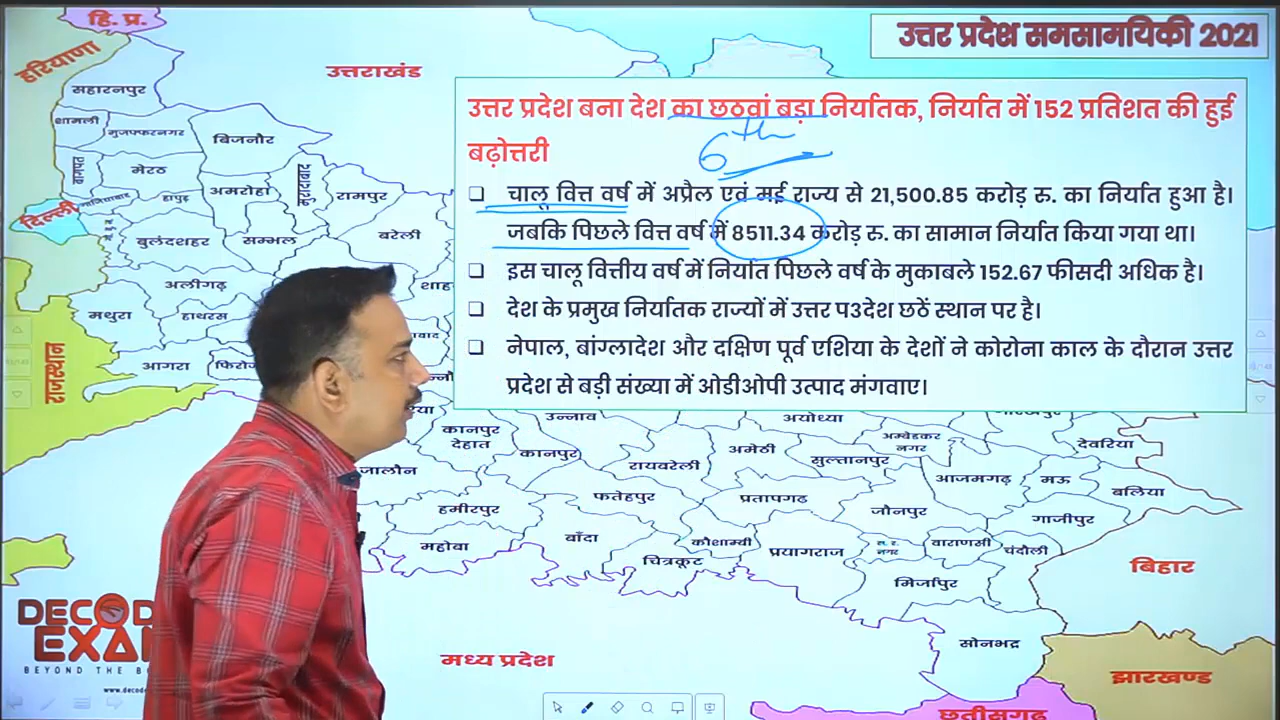 हि. प्र.
उत्तर प्रदेश समसामयिकी 2021
हरियाणा
उत्तराखंड
सहारनपुर
शामली
मुजफ्फरनगर
बिजनौर
बागपत
मेरठ
अमरोहा
मुरादाबाद
रामपुर
दिल्ली
गाजियाबाद
हापुड़
बुलंदशहर
सम्भल
बरेली
अलीगढ़
शाह
मथुरा
हाथरस
बाद
राजस्थान
आगरा
फिरोज
न्नौ
उत्तर प्रदेश बना देश का छठवां बड़ा निर्यातक, निर्यात में 152 प्रतिशत की हुई
बढ़ोत्तरी
6th
❑ चालू वित्त वर्ष में अप्रैल एवं मई राज्य से 21,500.85 करोड़ रु. का निर्यात हुआ है।
जबकि पिछले वित्त वर्ष में 8511.34 करोड़ रु. का सामान निर्यात किया गया था।
❑ इस चालू वित्तीय वर्ष में निर्यात पिछले वर्ष के मुकाबले 152.67 फीसदी अधिक है।
❑ देश के प्रमुख निर्यातक राज्यों में उत्तर प3देश छठें स्थान पर है।
❑ नेपाल, बांग्लादेश और दक्षिण पूर्व एशिया के देशों ने कोरोना काल के दौरान उत्तर
प्रदेश से बड़ी संख्या में ओडीओपी उत्पाद मंगवाए।
या
उन्नाव
अयोध्या
कानपुर
देहात
कानपुर
रायबरेली
अमेठी
सुल्तानपुर
अम्बेडकर
नगर
देवरिया
जालौन
आजमगढ़
मऊ
बलिया
हमीरपुर
फतेहपुर
प्रतापगढ़
जौनपुर
गाजीपुर
महोबा
बाँदा
चित्रकूट
कौशाम्बी
प्रयागराज
स. र.
नगर
वाराणसी
चंदौली
मिर्जापुर
बिहार
सोनभद्र
मध्य प्रदेश
झारखण्ड
छतीसगढ़
DECOD
EXA
BEYOND THE B
www.decod